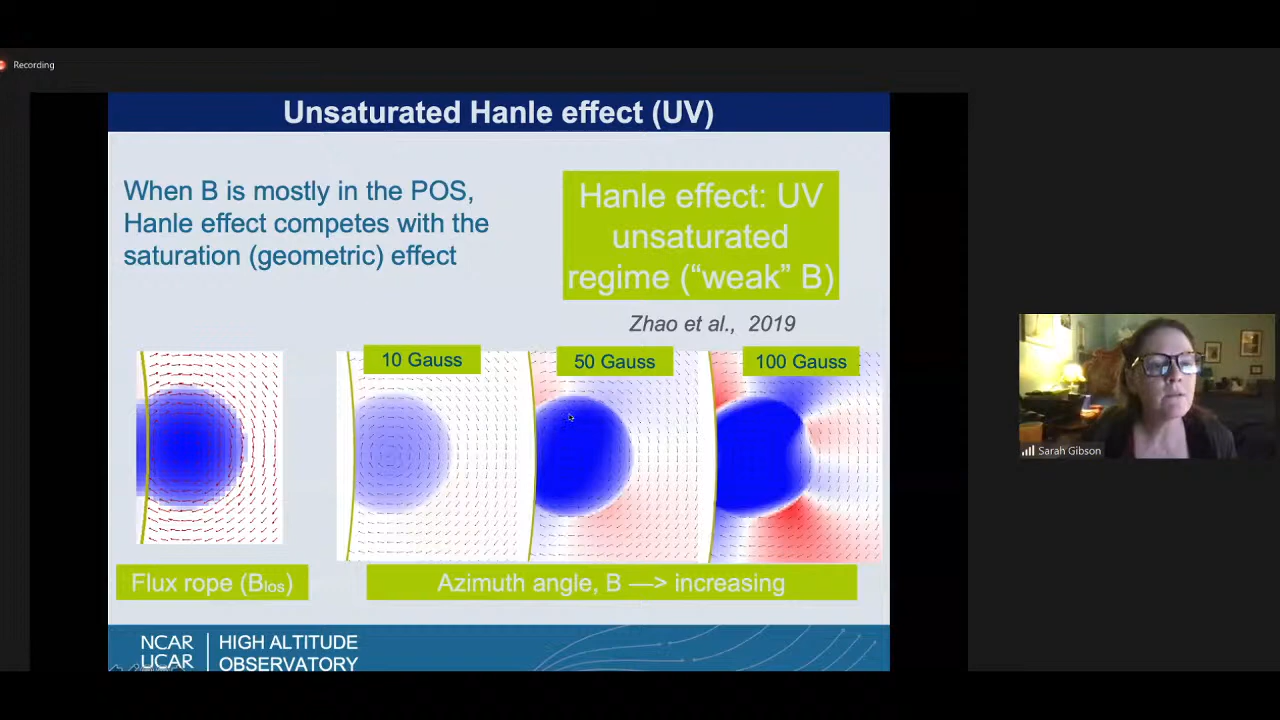 Recording
Unsaturated Hanle effect (UV)
When B is mostly in the POS,
Hanle effect competes with the
saturation (geometric) effect
Hanle effect: UV
unsaturated
regime (“weak” B)
Zhao et al., 2019
10 Gauss
50 Gauss
100 Gauss
Flux rope (Blos)
Azimuth angle, B —> increasing
Sarah Gibson
NCAR
UCAR
HIGH ALTITUDE
OBSERVATORY